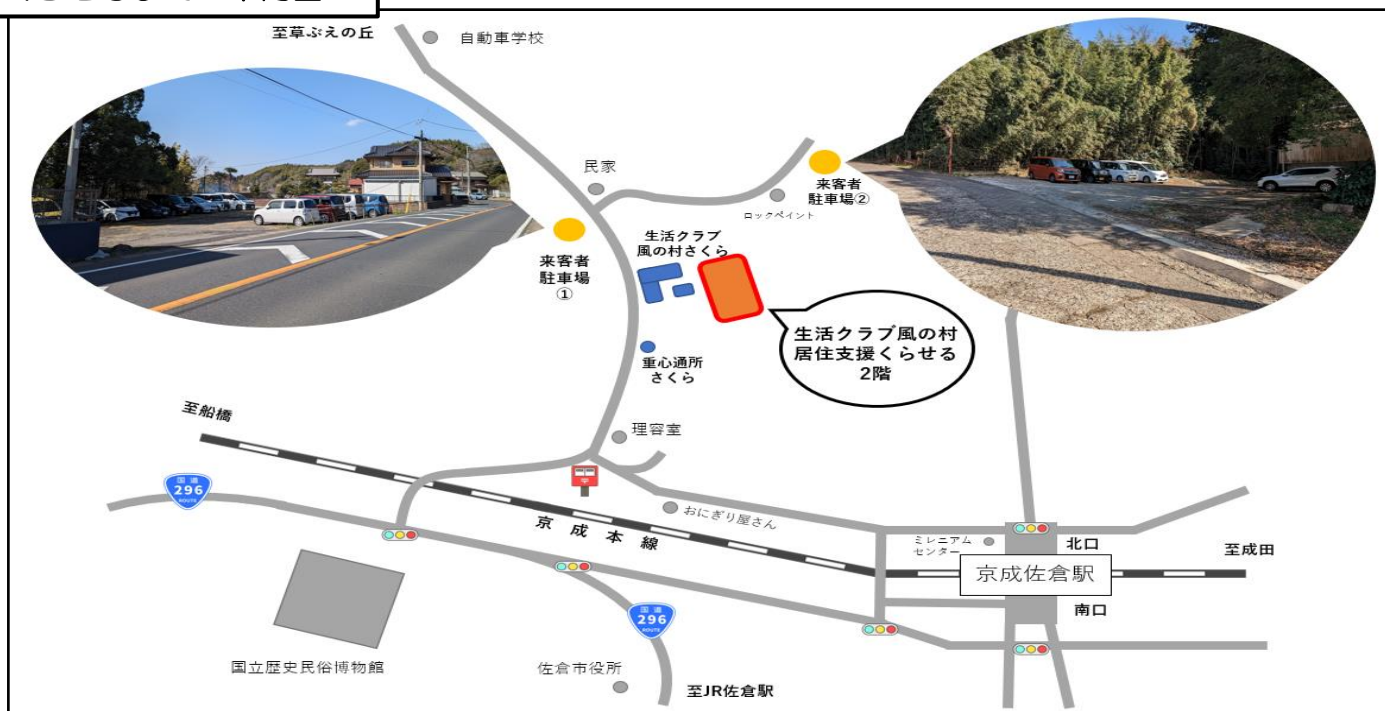 至草ぶえの丘
自動車学校
民家
来客者
駐車場②
ロックペイント
来客者
駐車場
①
生活クラブ
風の村さくら
生活クラブ風の村
居住支援くらせる
2階
重心通所
さくら
至船橋
理容室
国道
296
ROUTE
おにぎり屋さん
京成本線
ミレニアム
センター
北口
至成田
京成佐倉駅
南口
国道
296
ROUTE
国立歴史民俗博物館
佐倉市役所
至JR佐倉駅